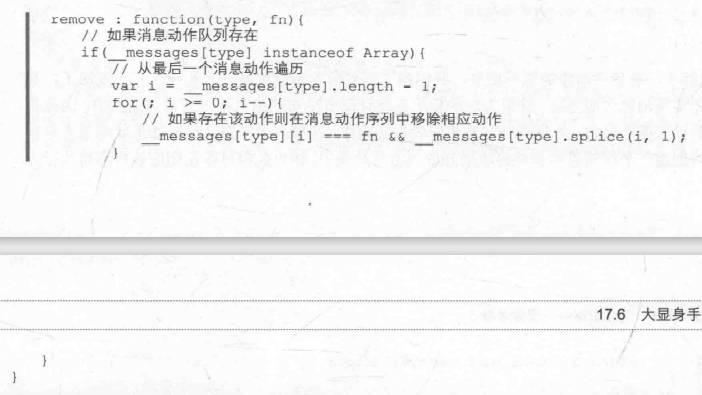 remove : function(type, fn){
// 如果消息动作队列存在
if(__messages[type] instanceof Array){
// 从最后一个消息动作遍历
var i = __messages[type].length - 1;
for(; i >= 0; i--){
// 如果存在该动作则在消息动作序列中移除相应动作
__messages[type][i] === fn && __messages[type].splice(i, 1);
}
17.6 大显身手
}
}